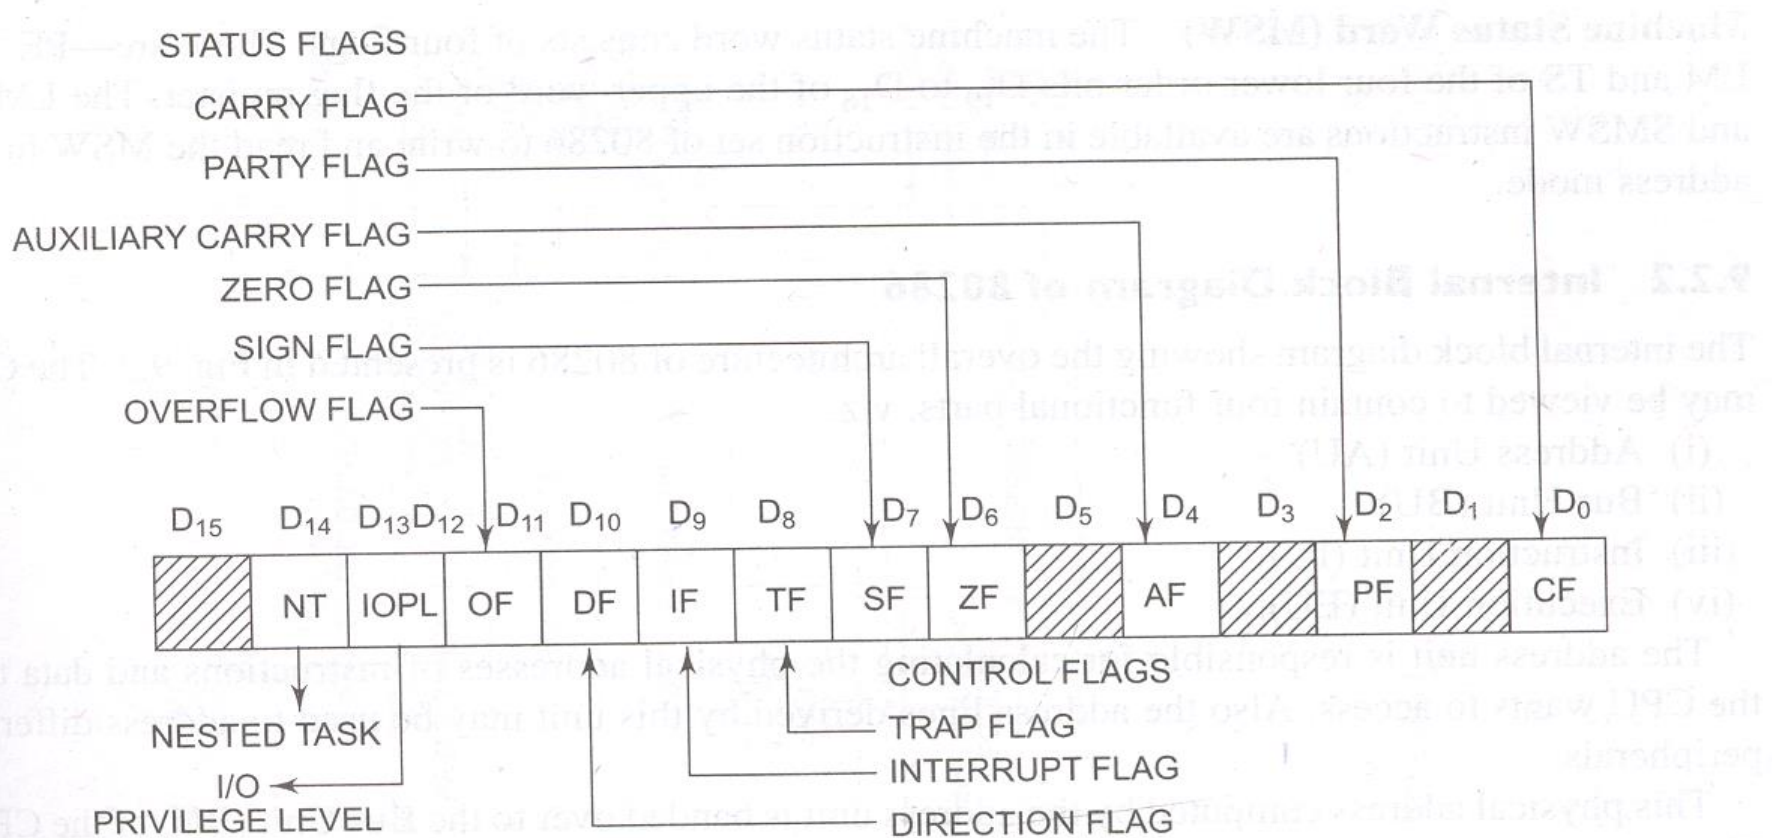 STATUS FLAGS
CARRY FLAG
PARTY FLAG
AUXILIARY CARRY FLAG
ZERO FLAG
SIGN FLAG
OVERFLOW FLAG
D15 D14 D13 D12 D11 D10 D9 D8 D7 D6 D5 D4 D3 D2 D1 D0
NT IOPL OF DF IF TF SF ZF AF PF CF
CONTROL FLAGS
TRAP FLAG
NESTED TASK
INTERRUPT FLAG
I/O
PRIVILEGE LEVEL
DIRECTION FLAG